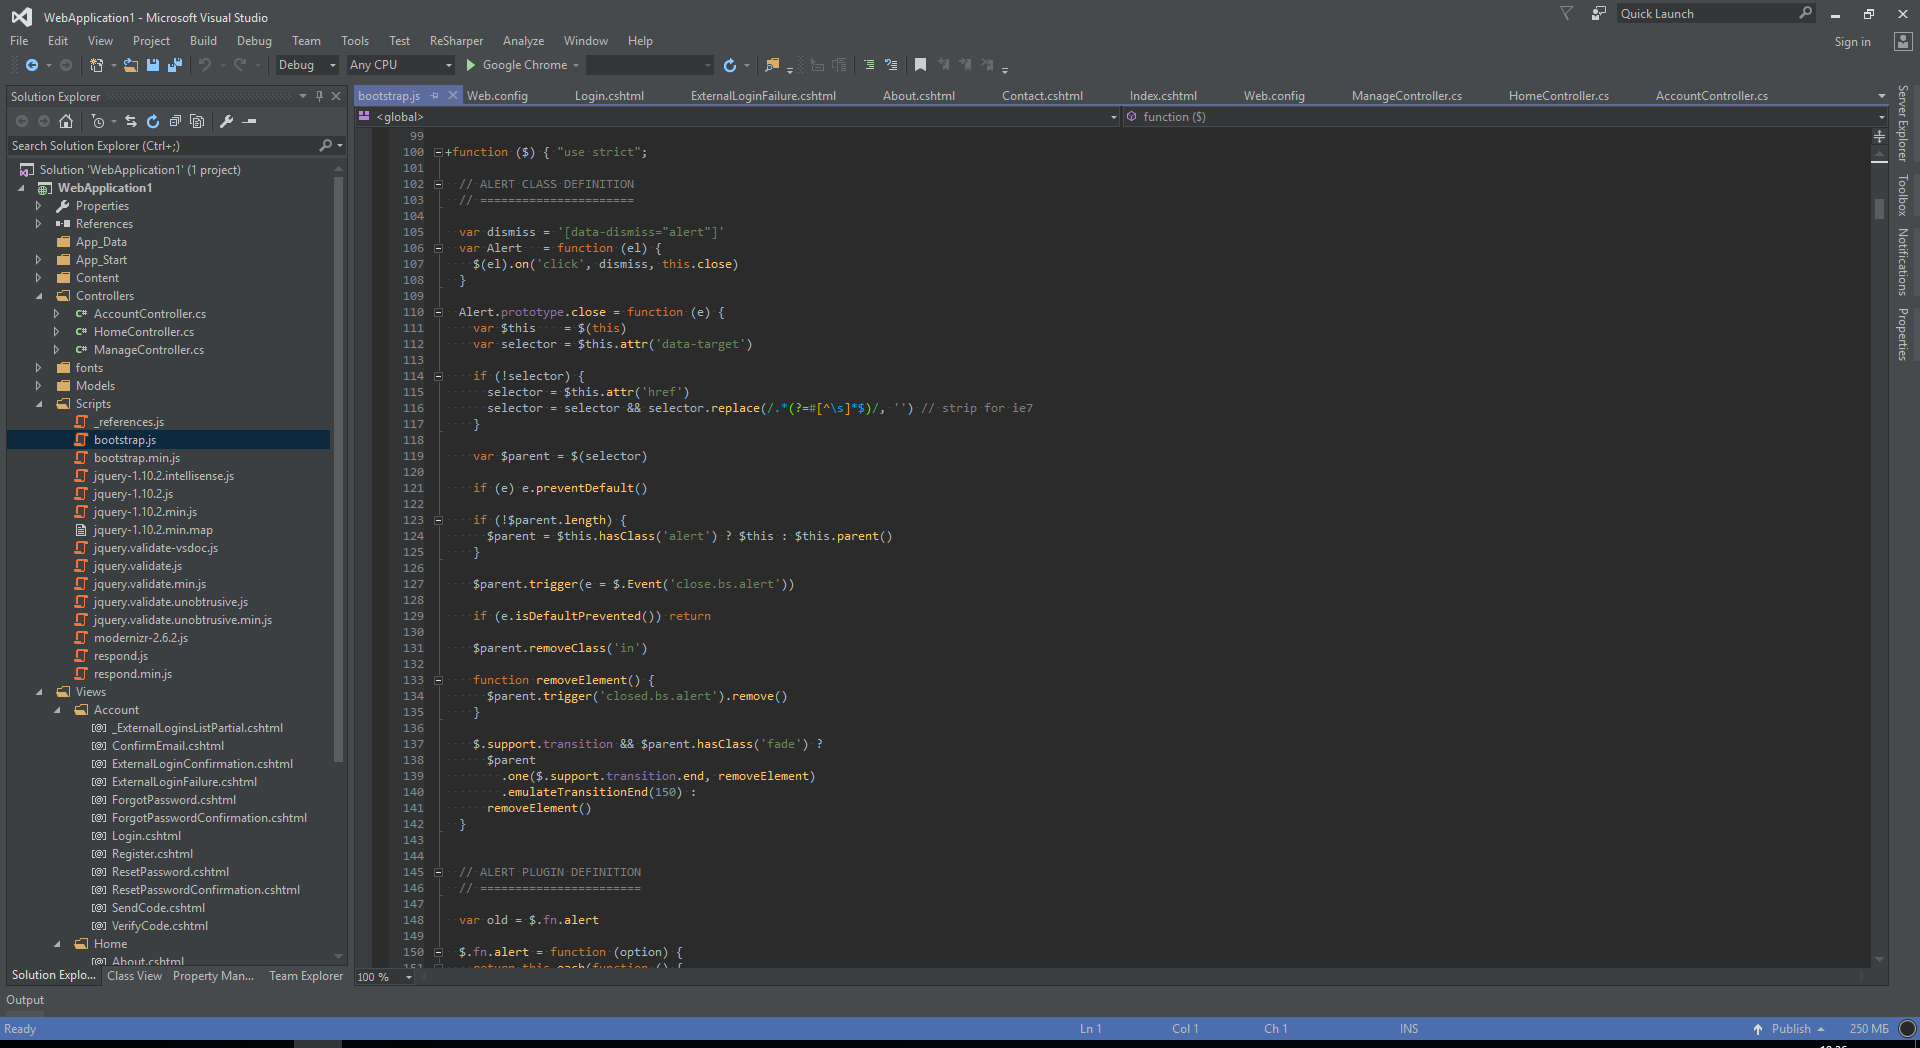 WebApplication1 - Microsoft Visual Studio
Quick Launch
File Edit View Project Build Debug Team Tools Test ReSharper Analyze Window Help
Sign in
Debug Any CPU Google Chrome
Solution Explorer
Search Solution Explorer (Ctrl+;)
Solution 'WebApplication1' (1 project)
WebApplication1
Properties
References
App_Data
App_Start
Content
Controllers
C# AccountController.cs
C# HomeController.cs
C# ManageController.cs
fonts
Models
Scripts
_references.js
bootstrap.js
bootstrap.min.js
jquery-1.10.2.intellisense.js
jquery-1.10.2.js
jquery-1.10.2.min.js
jquery-1.10.2.min.map
jquery.validate-vsdoc.js
jquery.validate.js
jquery.validate.min.js
jquery.validate.unobtrusive.js
jquery.validate.unobtrusive.min.js
modernizr-2.6.2.js
respond.js
respond.min.js
Views
Account
[@] _ExternalLoginsListPartial.cshtml
[@] ConfirmEmail.cshtml
[@] ExternalLoginConfirmation.cshtml
[@] ExternalLoginFailure.cshtml
[@] ForgotPassword.cshtml
[@] ForgotPasswordConfirmation.cshtml
[@] Login.cshtml
[@] Register.cshtml
[@] ResetPassword.cshtml
[@] ResetPasswordConfirmation.cshtml
[@] SendCode.cshtml
[@] VerifyCode.cshtml
Home
About.cshtml
Solution Explo... Class View Property Man... Team Explorer
bootstrap.js Web.config Login.cshtml ExternalLoginFailure.cshtml About.cshtml Contact.cshtml Index.cshtml Web.config ManageController.cs HomeController.cs AccountController.cs
<global> function ($)
99
100 +function ($) { "use strict";
101
102 // ALERT CLASS DEFINITION
103 // ======================
104
105 var dismiss = '[data-dismiss="alert"]'
106 var Alert   = function (el) {
107 $(el).on('click', dismiss, this.close)
108 }
109
110 Alert.prototype.close = function (e) {
111 var $this    = $(this)
112 var selector = $this.attr('data-target')
113
114 if (!selector) {
115 selector = $this.attr('href')
116 selector = selector && selector.replace(/.*(?=#[^\s]*$)/, '') // strip for ie7
117 }
118
119 var $parent = $(selector)
120
121 if (e) e.preventDefault()
122
123 if (!$parent.length) {
124 $parent = $this.hasClass('alert') ? $this : $this.parent()
125 }
126
127 $parent.trigger(e = $.Event('close.bs.alert'))
128
129 if (e.isDefaultPrevented()) return
130
131 $parent.removeClass('in')
132
133 function removeElement() {
134 $parent.trigger('closed.bs.alert').remove()
135 }
136
137 $.support.transition && $parent.hasClass('fade') ?
138 $parent
139 .one($.support.transition.end, removeElement)
140 .emulateTransitionEnd(150) :
141 removeElement()
142 }
143
144
145 // ALERT PLUGIN DEFINITION
146 // =======================
147
148 var old = $.fn.alert
149
150 $.fn.alert = function (option) {
151 return this.each(function () {
100 %
Server Explorer
Toolbox
Notifications
Properties
Output
Ready Ln 1 Col 1 Ch 1 INS Publish 250 МБ